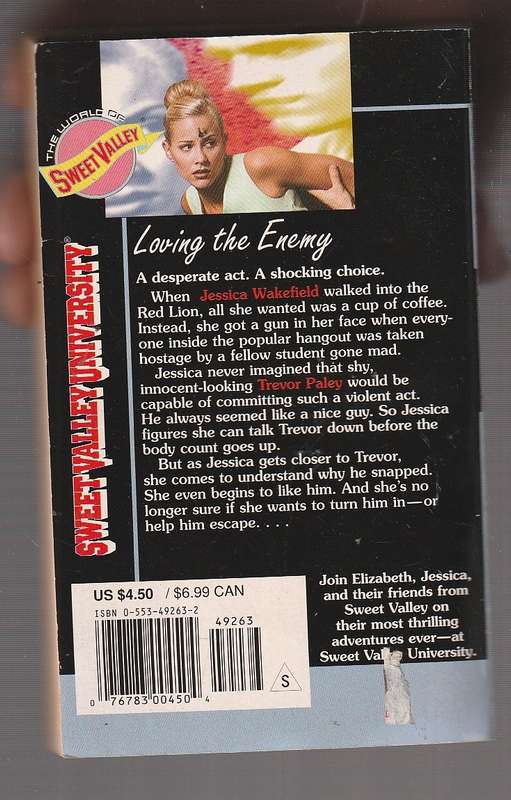 THE WORLD OF
SWEET VALLEY
SWEET VALLEY UNIVERSITY®
Loving the Enemy
A desperate act. A shocking choice.
When Jessica Wakefield walked into the
Red Lion, all she wanted was a cup of coffee.
Instead, she got a gun in her face when every-
one inside the popular hangout was taken
hostage by a fellow student gone mad.
Jessica never imagined that shy,
innocent-looking Trevor Paley would be
capable of committing such a violent act.
He always seemed like a nice guy. So Jessica
figures she can talk Trevor down before the
body count goes up.
But as Jessica gets closer to Trevor,
she comes to understand why he snapped.
She even begins to like him. And she's no
longer sure if she wants to turn him in—or
help him escape. . . .
US $4.50 / $6.99 CAN
ISBN 0-553-49263-2
49263
0 76783 00450 4
S
Join Elizabeth, Jessica,
and their friends from
Sweet Valley on
their most thrilling
adventures ever—at
Sweet University.